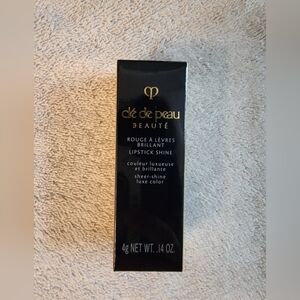 clé de peau
BEAUTÉ
ROUGE À LÈVRES
BRILLANT
LIPSTICK SHINE
couleur luxueuse
et brillante
sheer-shine
luxe color
4g NET WT. .14 OZ.